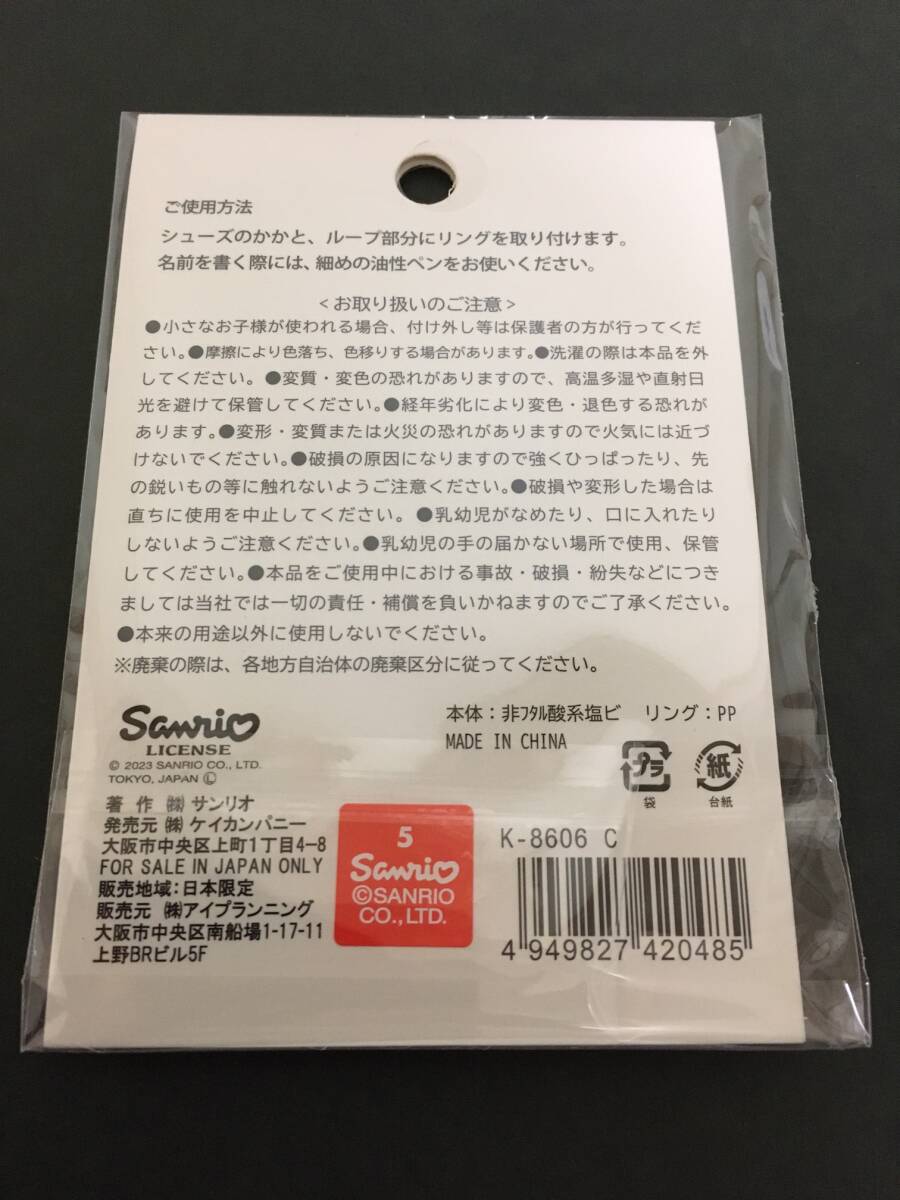 ご使用方法
シューズのかかと、ループ部分にリングを取り付けます。
名前を書く際には、細めの油性ペンをお使いください。
<お取り扱いのご注意>
●小さなお子様が使われる場合、付け外し等は保護者の方が行ってくだ
さい。●摩擦により色落ち、色移りする場合があります。●洗濯の際は本品を外
してください。●変質・変色の恐れがありますので、高温多湿や直射日
光を避けて保管してください。●経年劣化により変色・退色する恐れが
あります。●変形・変質または火災の恐れがありますので火気には近づ
けないでください。●破損の原因になりますので強くひっぱったり、先
の鋭いもの等に触れないようご注意ください。●破損や変形した場合は
直ちに使用を中止してください。●乳幼児がなめたり、口に入れたり
しないようご注意ください。●乳幼児の手の届かない場所で使用、保管
してください。●本品をご使用中における事故・破損・紛失などにつき
ましては当社では一切の責任・補償を負いかねますのでご了承ください。
●本来の用途以外に使用しないでください。
※廃棄の際は、各地方自治体の廃棄区分に従ってください。
Sanrio
LICENSE
© 2023 SANRIO CO., LTD.
TOKYO, JAPAN Ⓛ
本体：非フタル酸系塩ビ リング：PP
MADE IN CHINA
プラ
袋
紙
台紙
著 作 ㈱ サンリオ
発売元 ㈱ ケイカンパニー
大阪市中央区上町1丁目4-8
FOR SALE IN JAPAN ONLY
販売地域：日本限定
販売元 ㈱アイプランニング
大阪市中央区南船場1-17-11
上野BRビル5F
5
Sanrio
©SANRIO
CO., LTD.
K-8606 C
4 949827 420485